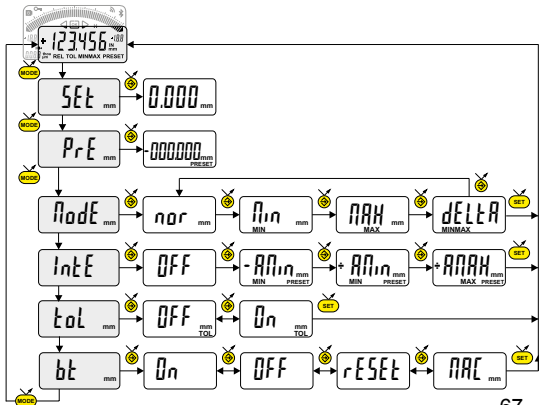 + 123.456 IN mm
REL TOL MINMAX PRESET
MODE
SEt mm 0.000 mm
MODE
PrE mm -000.000 mm PRESET
MODE
ModE mm nor mm Min mm MIN MAX mm MAX dELtA MINMAX SET
IntE mm OFF mm -AMin mm MIN PRESET ÷ AMin mm MIN PRESET ÷ AMAX mm MAX PRESET SET
toL mm OFF mm TOL On mm TOL SET
bt mm On OFF rESEt MAC mm SET
MODE
67